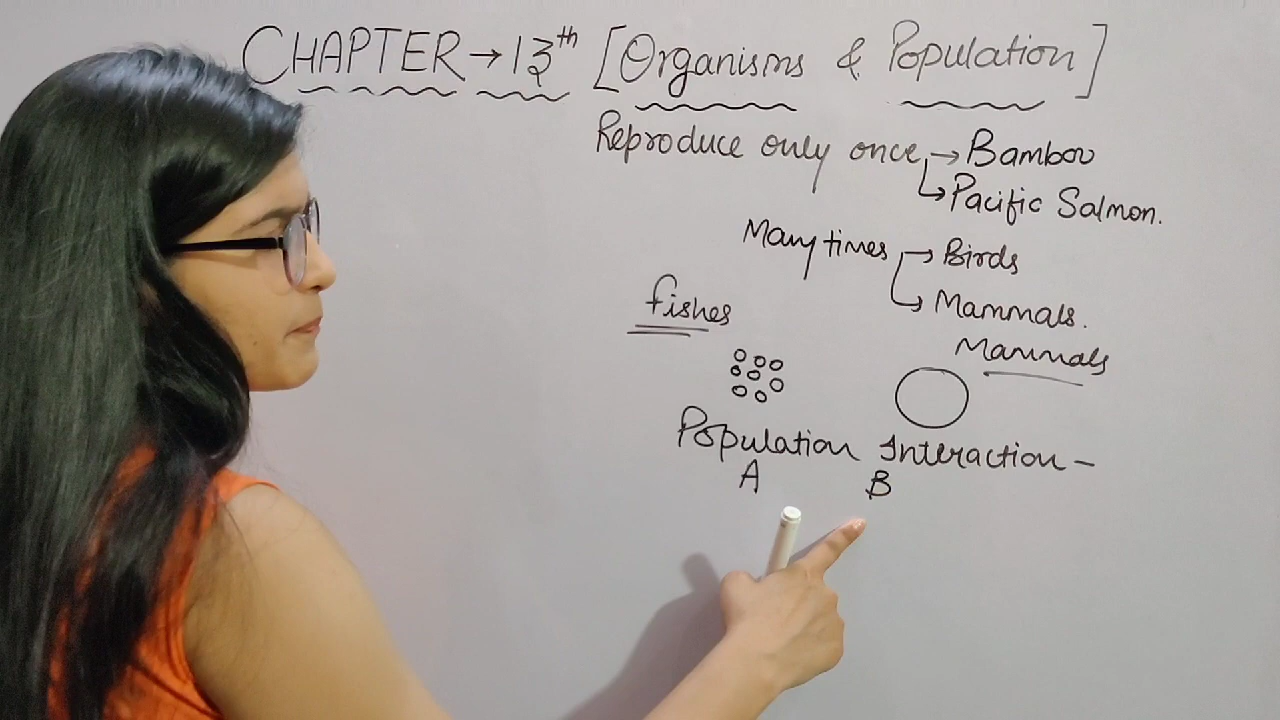 CHAPTER → 13th [Organisms & Population]
Reproduce only once → Bamboo
↳ Pacific Salmon.
Many times → Birds
↳ Mammals.
fishes
Mammals
Population Interaction -
A B